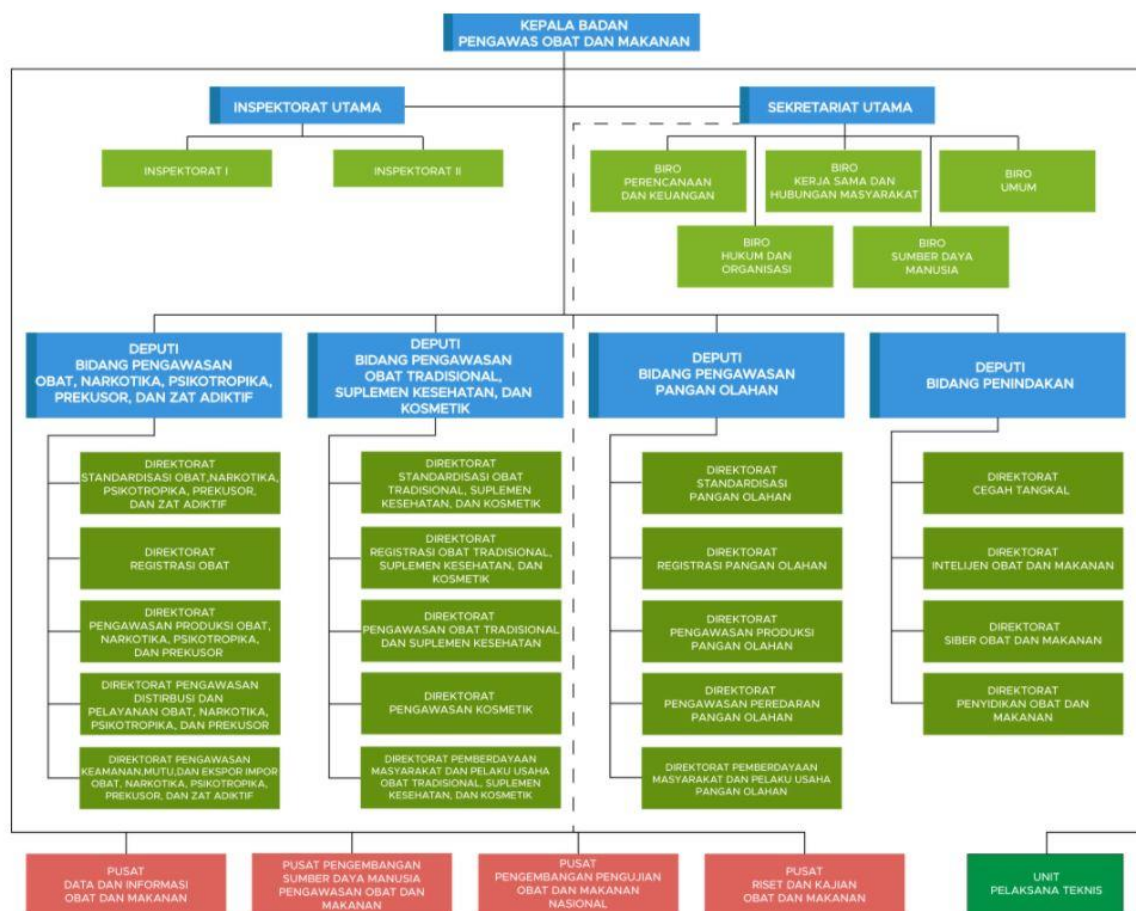 KEPALA BADAN
PENGAWAS OBAT DAN MAKANAN
INSPEKTORAT UTAMA
SEKRETARIAT UTAMA
INSPEKTORAT I
INSPEKTORAT II
BIRO
PERENCANAAN
DAN KEUANGAN
BIRO
KERJA SAMA DAN
HUBUNGAN MASYARAKAT
BIRO
UMUM
BIRO
HUKUM DAN
ORGANISASI
BIRO
SUMBER DAYA
MANUSIA
DEPUTI
BIDANG PENGAWASAN
OBAT, NARKOTIKA, PSIKOTROPIKA,
PREKUSOR, DAN ZAT ADIKTIF
DEPUTI
BIDANG PENGAWASAN
OBAT TRADISIONAL,
SUPLEMEN KESEHATAN, DAN
KOSMETIK
DEPUTI
BIDANG PENGAWASAN
PANGAN OLAHAN
DEPUTI
BIDANG PENINDAKAN
DIREKTORAT
STANDARDISASI OBAT,NARKOTIKA,
PSIKOTROPIKA, PREKUSOR,
DAN ZAT ADIKTIF
DIREKTORAT
REGISTRASI OBAT
DIREKTORAT
PENGAWASAN PRODUKSI OBAT,
NARKOTIKA, PSIKOTROPIKA,
DAN PREKUSOR
DIREKTORAT PENGAWASAN
DISTIRBUSI DAN
PELAYANAN OBAT, NARKOTIKA,
PSIKOTROPIKA, DAN PREKUSOR
DIREKTORAT PENGAWASAN
KEAMANAN,MUTU,DAN EKSPOR IMPOR
OBAT, NARKOTIKA, PSIKOTROPIKA,
PREKUSOR, DAN ZAT ADIKTIF
DIREKTORAT
STANDARDISASI OBAT
TRADISIONAL, SUPLEMEN
KESEHATAN, DAN KOSMETIK
DIREKTORAT
REGISTRASI OBAT TRADISIONAL,
SUPLEMEN KESEHATAN, DAN
KOSMETIK
DIREKTORAT
PENGAWASAN OBAT TRADISIONAL
DAN SUPLEMEN KESEHATAN
DIREKTORAT
PENGAWASAN KOSMETIK
DIREKTORAT PEMBERDAYAAN
MASYARAKAT DAN PELAKU USAHA
OBAT TRADISIONAL, SUPLEMEN
KESEHATAN, DAN KOSMETIK
DIREKTORAT
STANDARDISASI
PANGAN OLAHAN
DIREKTORAT
REGISTRASI PANGAN OLAHAN
DIREKTORAT
PENGAWASAN PRODUKSI
PANGAN OLAHAN
DIREKTORAT
PENGAWASAN PEREDARAN
PANGAN OLAHAN
DIREKTORAT PEMBERDAYAAN
MASYARAKAT DAN PELAKU USAHA
PANGAN OLAHAN
DIREKTORAT
CEGAH TANGKAL
DIREKTORAT
INTELIJEN OBAT DAN MAKANAN
DIREKTORAT
SIBER OBAT DAN MAKANAN
DIREKTORAT
PENYIDIKAN OBAT DAN
MAKANAN
PUSAT
DATA DAN INFORMASI
OBAT DAN MAKANAN
PUSAT PENGEMBANGAN
SUMBER DAYA MANUSIA
PENGAWASAN OBAT DAN
MAKANAN
PUSAT
PENGEMBANGAN PENGUJIAN
OBAT DAN MAKANAN
NASIONAL
PUSAT
RISET DAN KAJIAN
OBAT DAN MAKANAN
UNIT
PELAKSANA TEKNIS